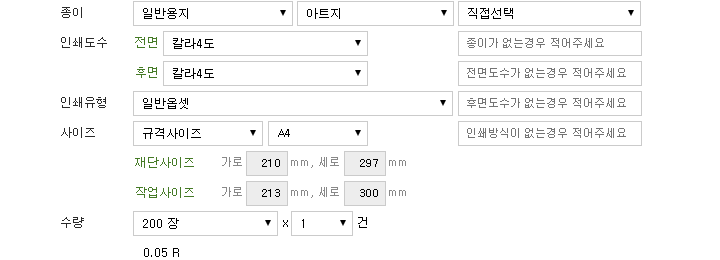 종이 일반용지 아트지 직접선택
인쇄도수 전면 칼라4도 종이가 없는경우 적어주세요
후면 칼라4도 전면도수가 없는경우 적어주세요
인쇄유형 일반옵셋 후면도수가 없는경우 적어주세요
사이즈 규격사이즈 A4 인쇄방식이 없는경우 적어주세요
재단사이즈 가로 210 mm, 세로 297 mm
작업사이즈 가로 213 mm, 세로 300 mm
수량 200 장 x 1 건
0.05 R